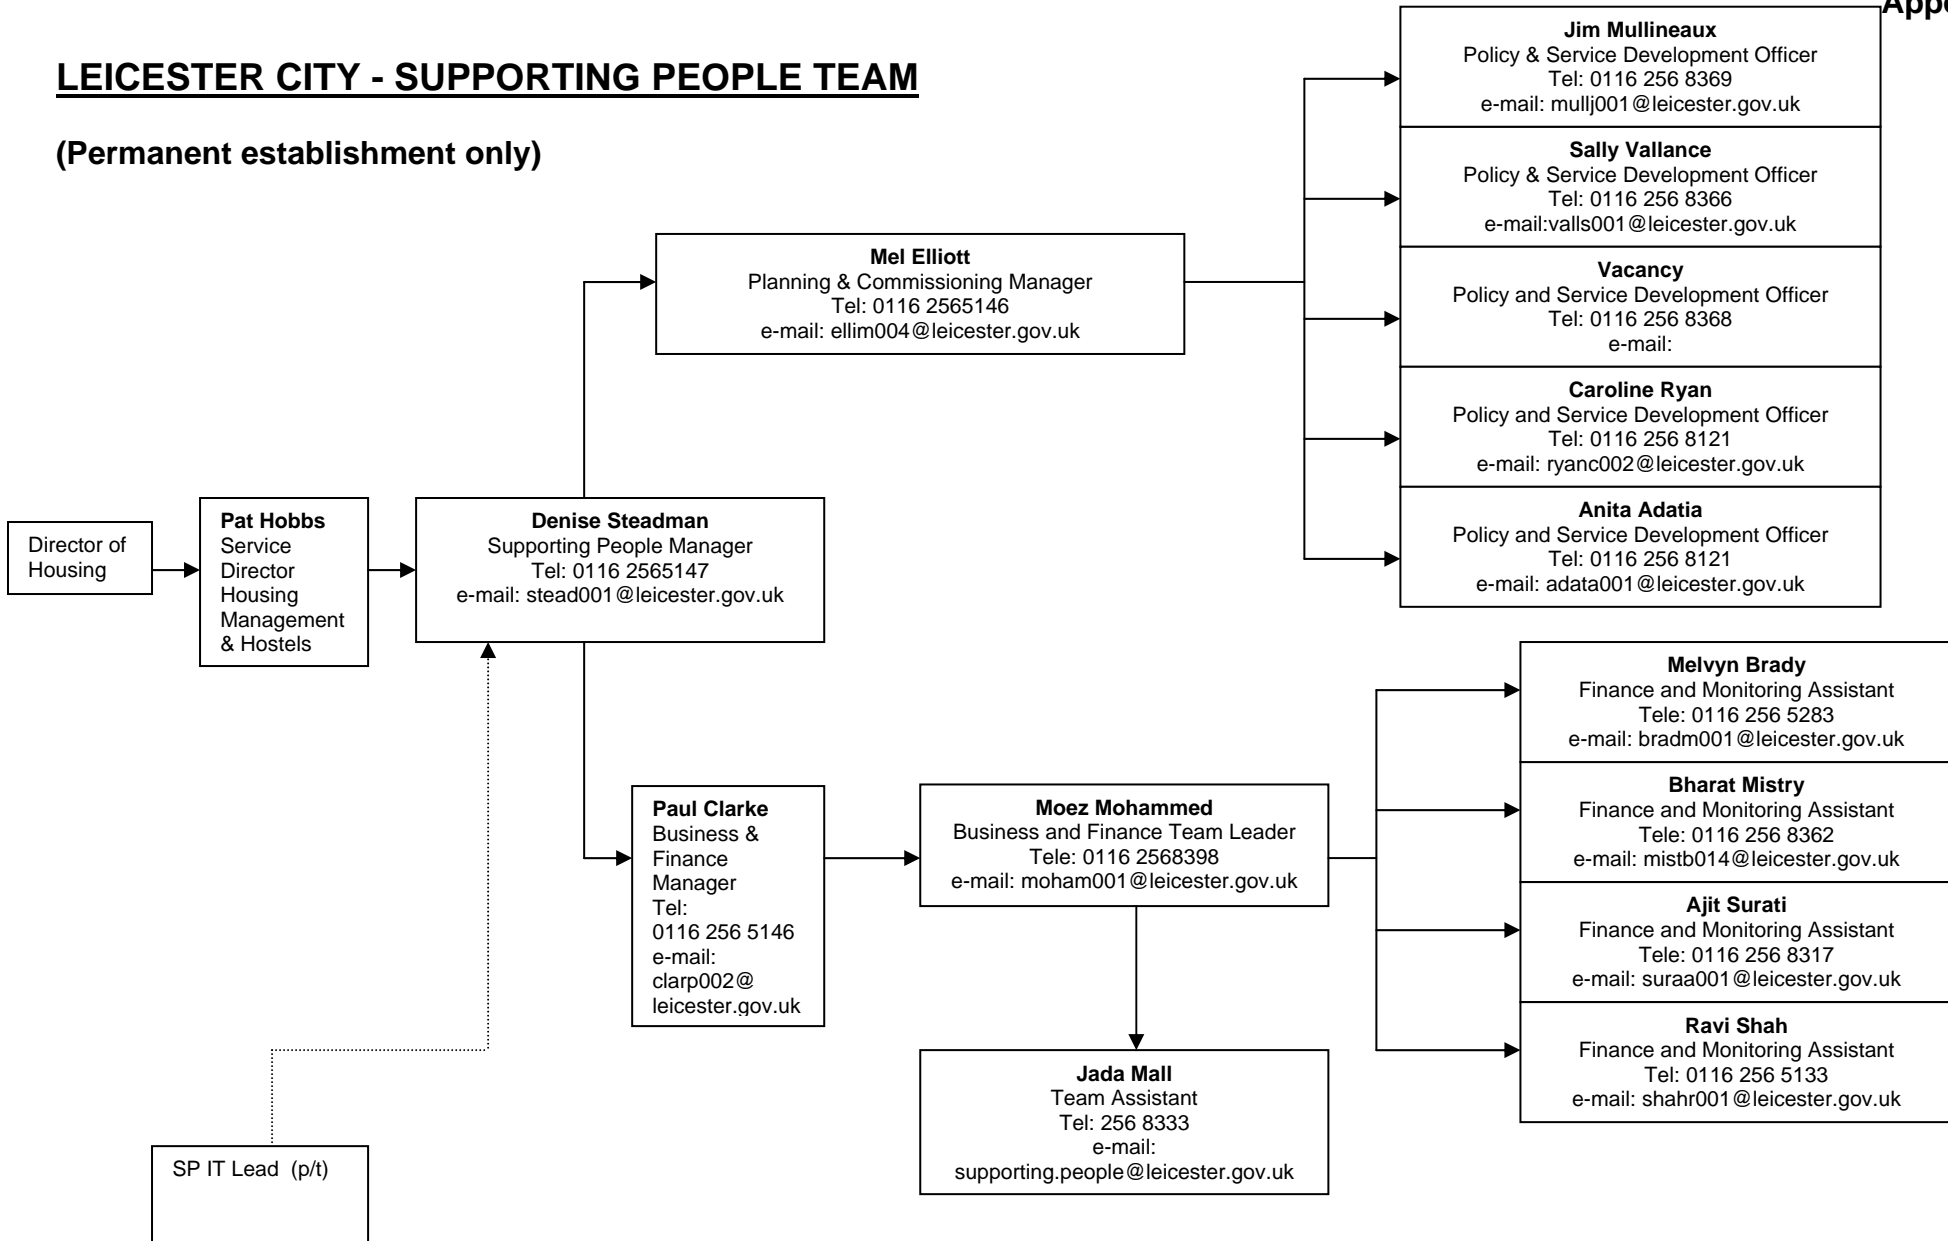 LEICESTER CITY - SUPPORTING PEOPLE TEAM
(Permanent establishment only)
Jim Mullineaux
Policy & Service Development Officer
Tel: 0116 256 8369
e-mail: mullj001@leicester.gov.uk
Sally Vallance
Policy & Service Development Officer
Tel: 0116 256 8366
e-mail:valls001@leicester.gov.uk
Vacancy
Policy and Service Development Officer
Tel: 0116 256 8368
e-mail:
Caroline Ryan
Policy and Service Development Officer
Tel: 0116 256 8121
e-mail: ryanc002@leicester.gov.uk
Anita Adatia
Policy and Service Development Officer
Tel: 0116 256 8121
e-mail: adata001@leicester.gov.uk
Mel Elliott
Planning & Commissioning Manager
Tel: 0116 2565146
e-mail: ellim004@leicester.gov.uk
Director of
Housing
Pat Hobbs
Service
Director
Housing
Management
& Hostels
Denise Steadman
Supporting People Manager
Tel: 0116 2565147
e-mail: stead001@leicester.gov.uk
Paul Clarke
Business &
Finance
Manager
Tel:
0116 256 5146
e-mail:
clarp002@
leicester.gov.uk
Moez Mohammed
Business and Finance Team Leader
Tele: 0116 2568398
e-mail: moham001@leicester.gov.uk
Melvyn Brady
Finance and Monitoring Assistant
Tele: 0116 256 5283
e-mail: bradm001@leicester.gov.uk
Bharat Mistry
Finance and Monitoring Assistant
Tele: 0116 256 8362
e-mail: mistb014@leicester.gov.uk
Ajit Surati
Finance and Monitoring Assistant
Tele: 0116 256 8317
e-mail: suraa001@leicester.gov.uk
Ravi Shah
Finance and Monitoring Assistant
Tel: 0116 256 5133
e-mail: shahr001@leicester.gov.uk
Jada Mall
Team Assistant
Tel: 256 8333
e-mail:
supporting.people@leicester.gov.uk
SP IT Lead (p/t)